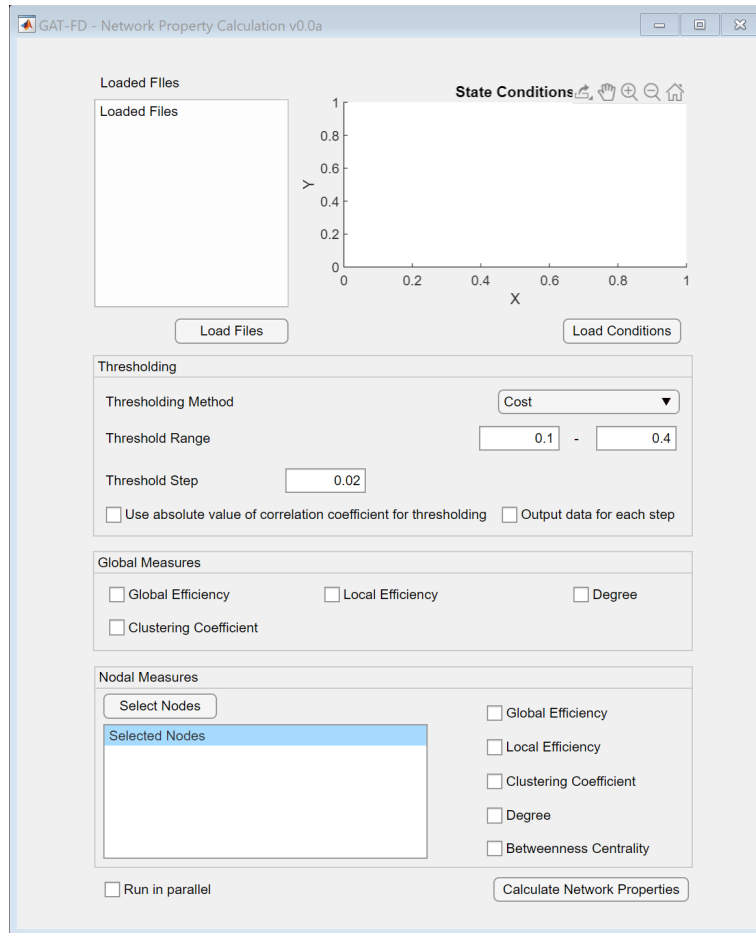 GAT-FD - Network Property Calculation v0.0a
Loaded FIles
Loaded Files
State Conditions
1
0.8
0.6
0.4
0.2
0
Y
0 0.2 0.4 0.6 0.8 1
X
Load Files
Load Conditions
Thresholding
Thresholding Method Cost
Threshold Range 0.1 - 0.4
Threshold Step 0.02
Use absolute value of correlation coefficient for thresholding Output data for each step
Global Measures
Global Efficiency Local Efficiency Degree
Clustering Coefficient
Nodal Measures
Select Nodes
Selected Nodes
Global Efficiency
Local Efficiency
Clustering Coefficient
Degree
Betweenness Centrality
Run in parallel
Calculate Network Properties